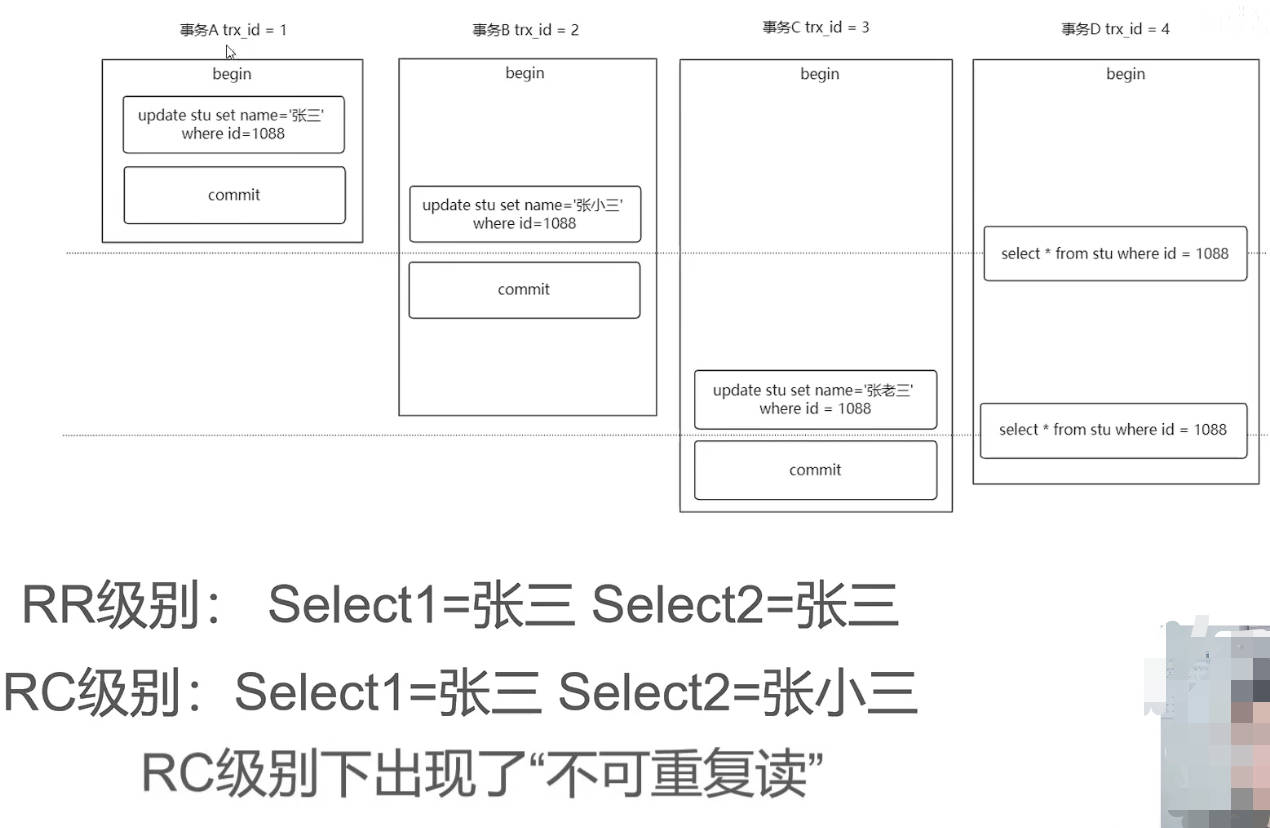 事务A trx_id = 1
事务B trx_id = 2
事务C trx_id = 3
事务D trx_id = 4
begin
update stu set name='张三'
where id=1088
commit
begin
update stu set name='张小三'
where id=1088
commit
begin
update stu set name='张老三'
where id = 1088
commit
begin
select * from stu where id = 1088
select * from stu where id = 1088
RR级别： Select1=张三 Select2=张三
RC级别：Select1=张三 Select2=张小三
RC级别下出现了“不可重复读”